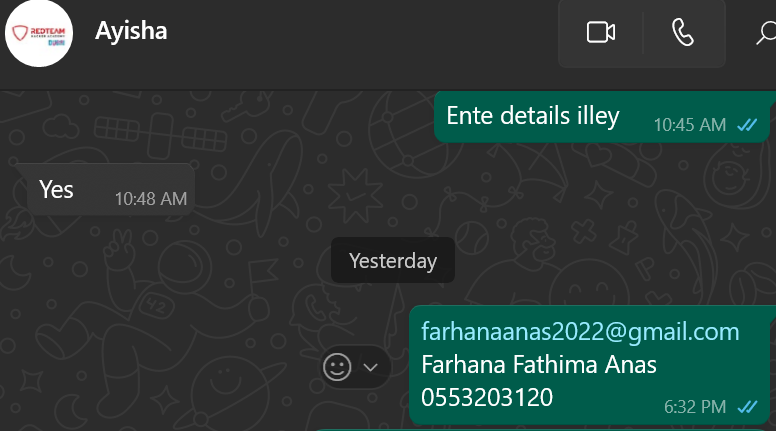 REDTEAM
Ayisha
Ente details illey
10:45 AM
Yes
10:48 AM
Yesterday
42
farhanaanas2022@gmail.com
Farhana Fathima Anas
0553203120
6:32 PM